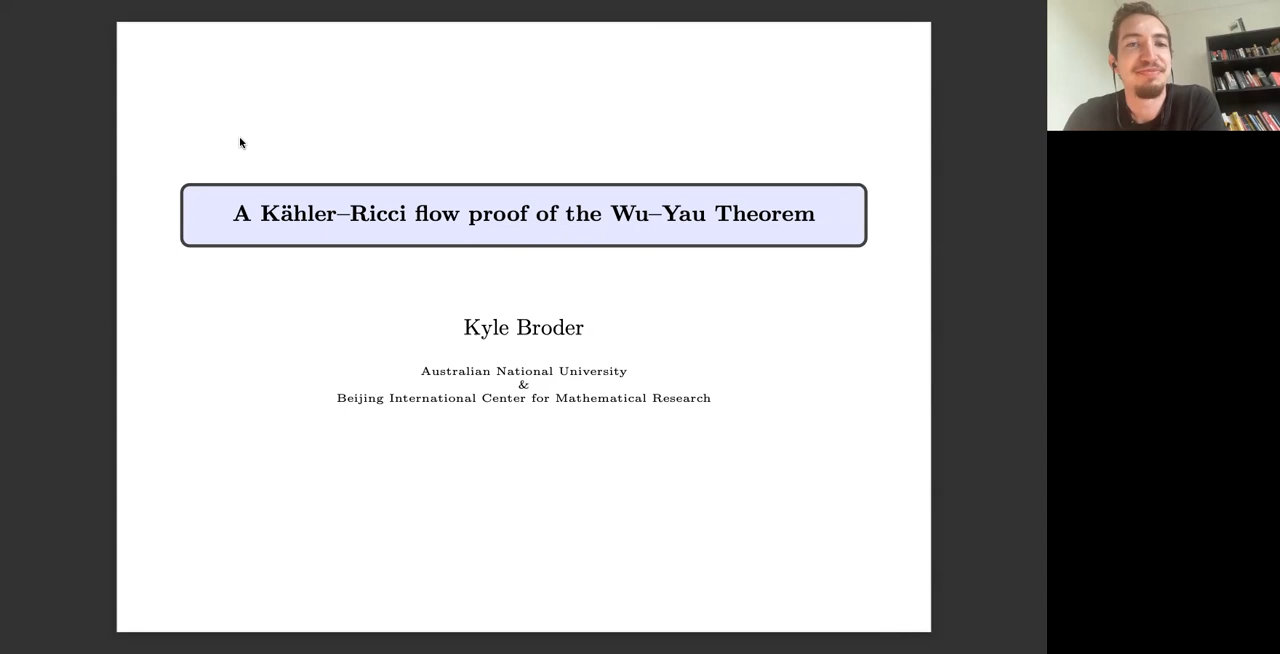 A Kähler–Ricci flow proof of the Wu–Yau Theorem
Kyle Broder
Australian National University
&
Beijing International Center for Mathematical Research